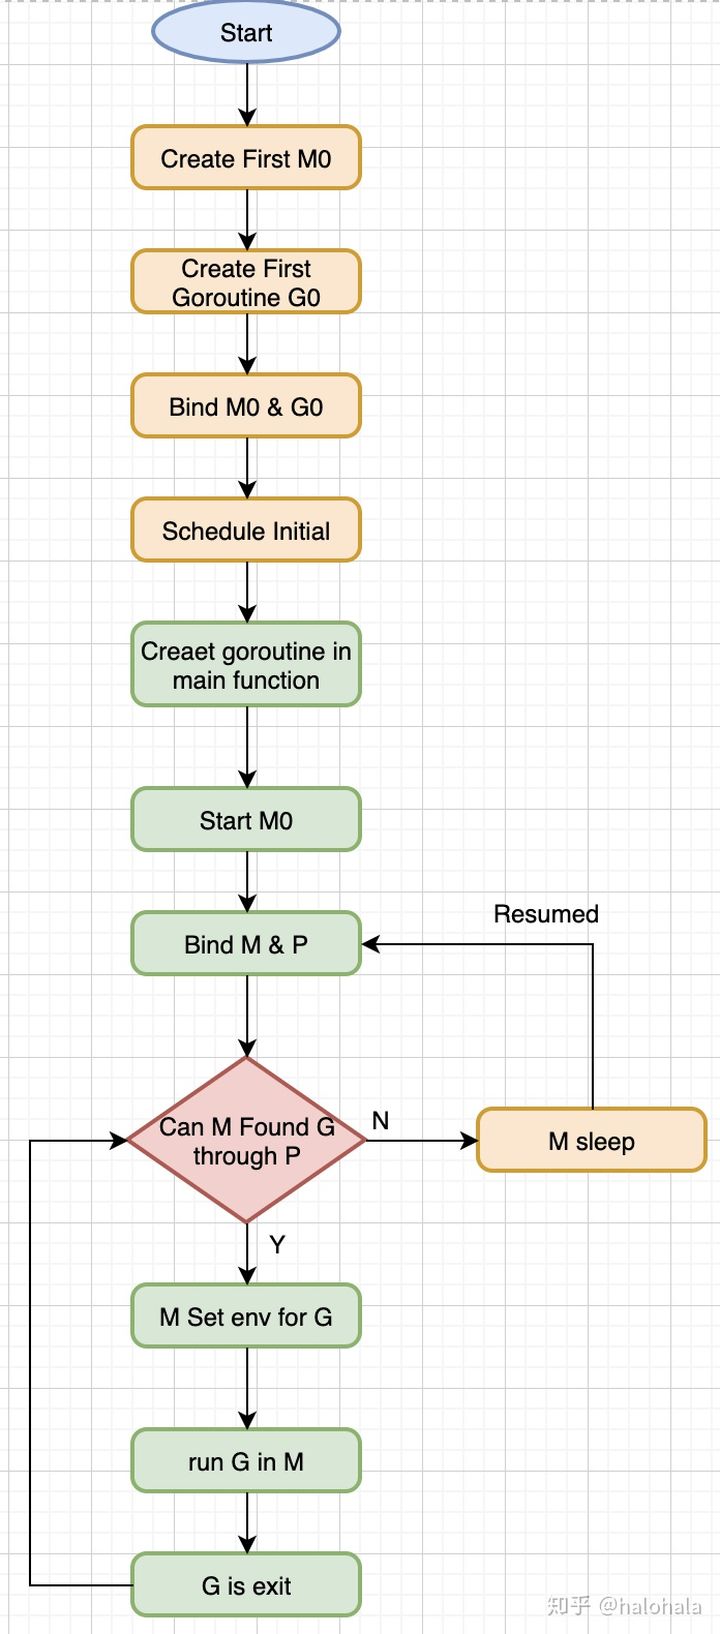 Start
Create First M0
Create First
Goroutine G0
Bind M0 & G0
Schedule Initial
Creaet goroutine in
main function
Start M0
Resumed
Bind M & P
Can M Found G
through P
N
M sleep
Y
M Set env for G
run G in M
G is exit
知乎 @halohala